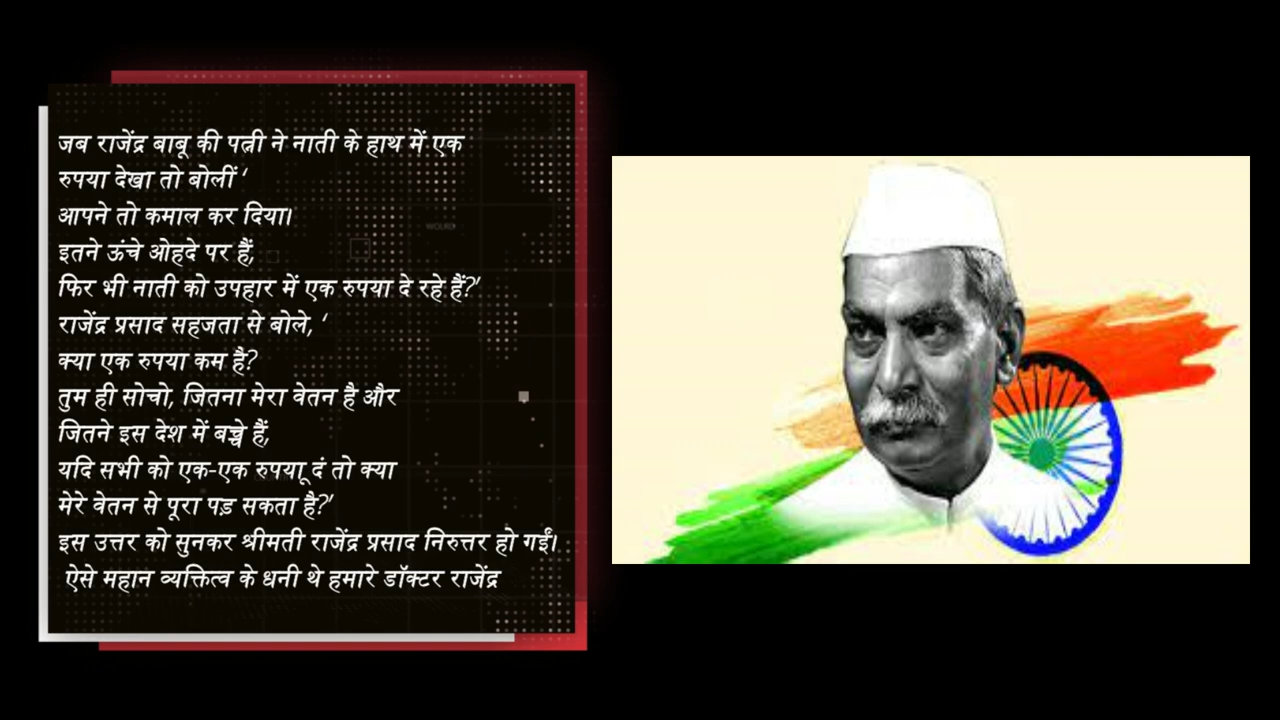 जब राजेंद्र बाबू की पत्नी ने नाती के हाथ में एक
रुपया देखा तो बोलीं ‘
आपने तो कमाल कर दिया।
इतने ऊंचे ओहदे पर हैं,
फिर भी नाती को उपहार में एक रुपया दे रहे हैं?’
राजेंद्र प्रसाद सहजता से बोले, ‘
क्या एक रुपया कम है?
तुम ही सोचो, जितना मेरा वेतन है और
जितने इस देश में बच्चे हैं,
यदि सभी को एक-एक रुपयाू दं तो क्या
मेरे वेतन से पूरा पड़ सकता है?’
इस उत्तर को सुनकर श्रीमती राजेंद्र प्रसाद निरुत्तर हो गईं।
ऐसे महान व्यक्तित्व के धनी थे हमारे डॉक्टर राजेंद्र